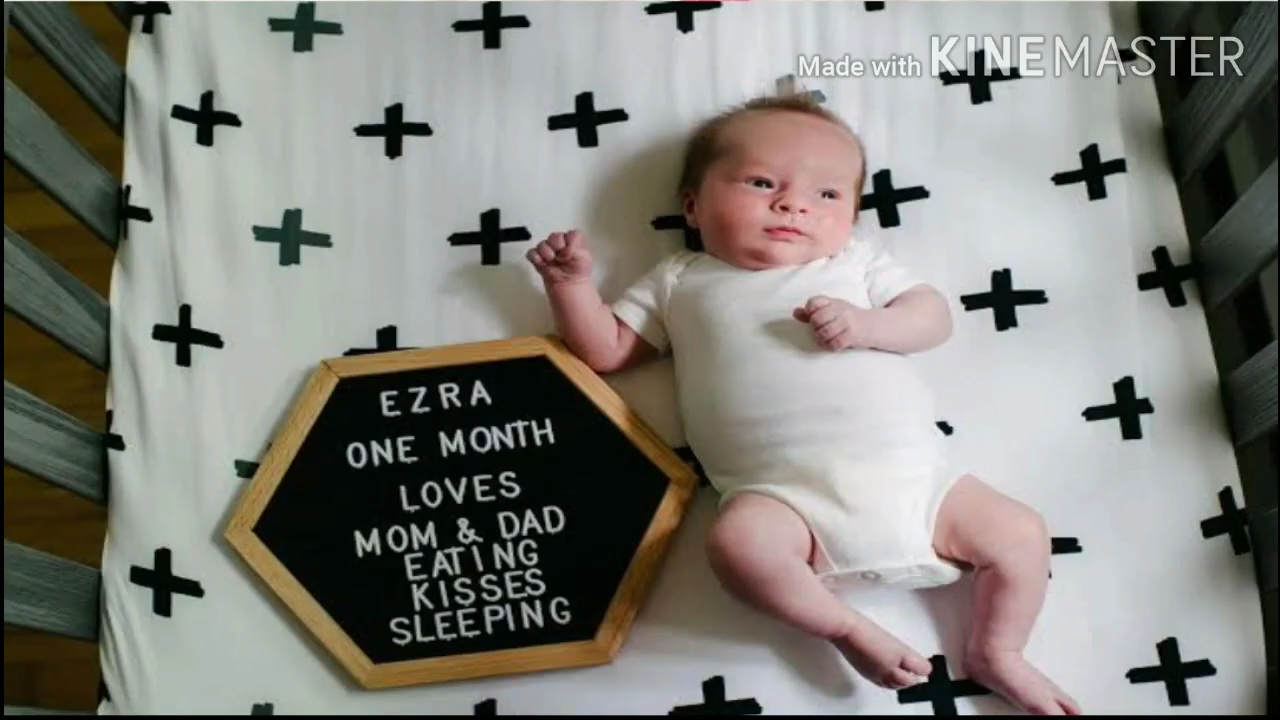 Made with KINEMASTER
EZRA
ONE MONTH
LOVES
MOM & DAD
EATING
KISSES
SLEEPING